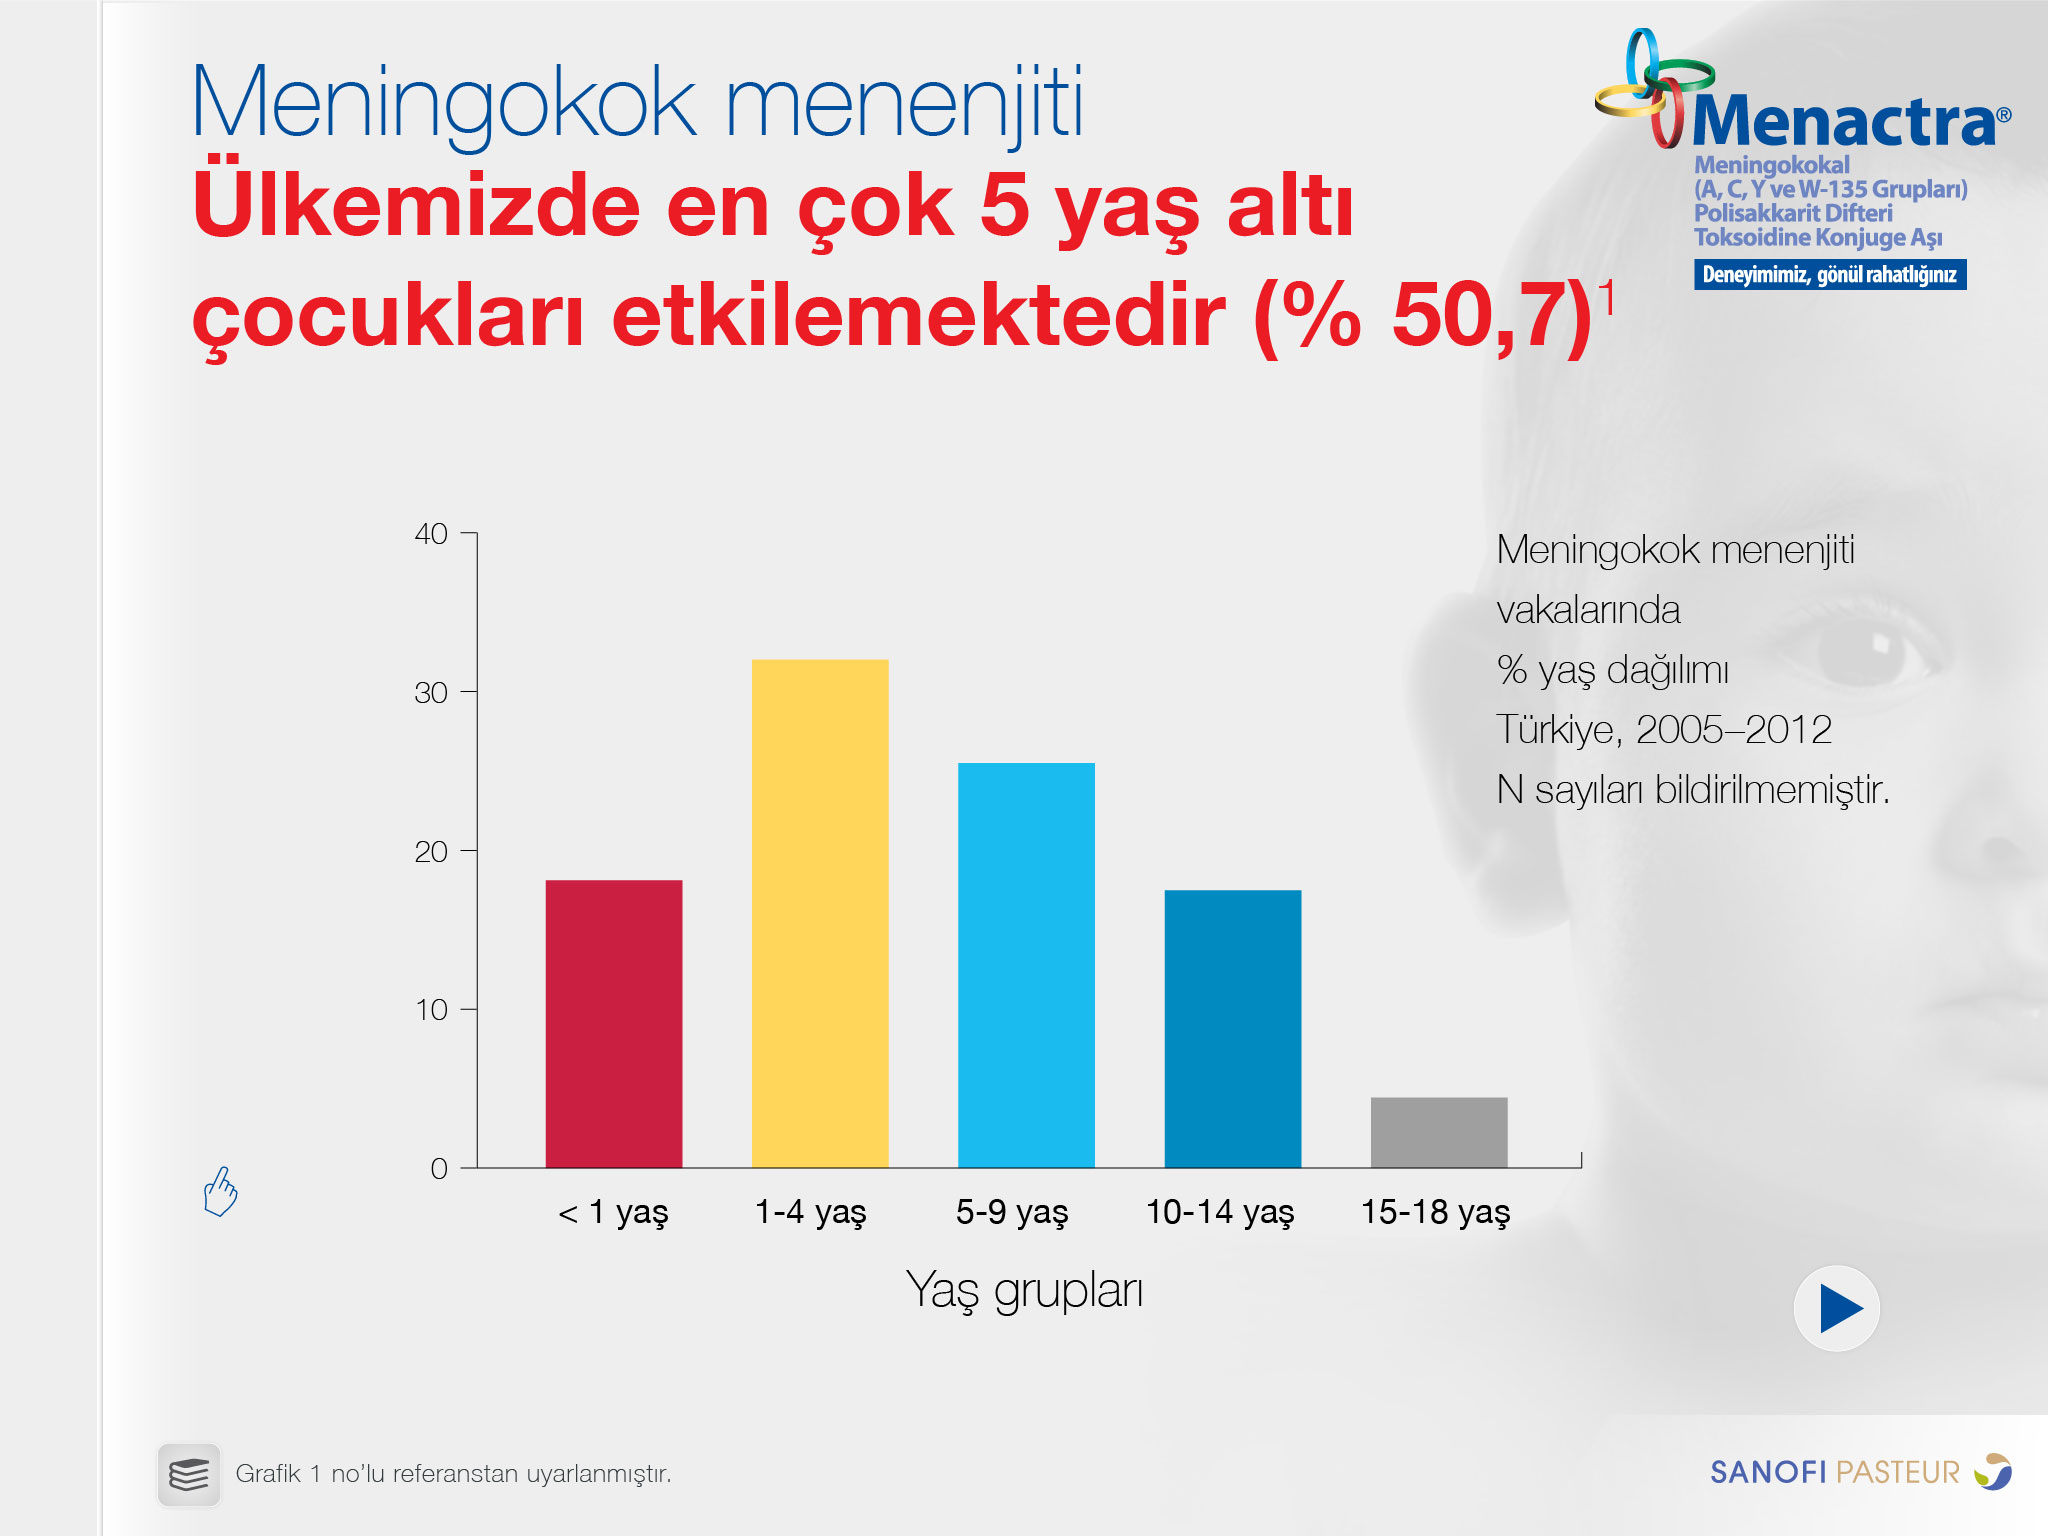 Meningokok menenjiti
Ülkemizde en çok 5 yaş altı
çocukları etkilemektedir (% 50,7)1
Menactra®
Meningokokal
(A, C, Y ve W-135 Grupları)
Polisakkarit Difteri
Toksoidine Konjuge Aşı
Deneyimimiz, gönül rahatlığınız
40
30
20
10
0
< 1 yaş
1-4 yaş
5-9 yaş
10-14 yaş
15-18 yaş
Yaş grupları
Meningokok menenjiti
vakalarında
% yaş dağılımı
Türkiye, 2005–2012
N sayıları bildirilmemiştir.
Grafik 1 no’lu referanstan uyarlanmıştır.
SANOFI PASTEUR